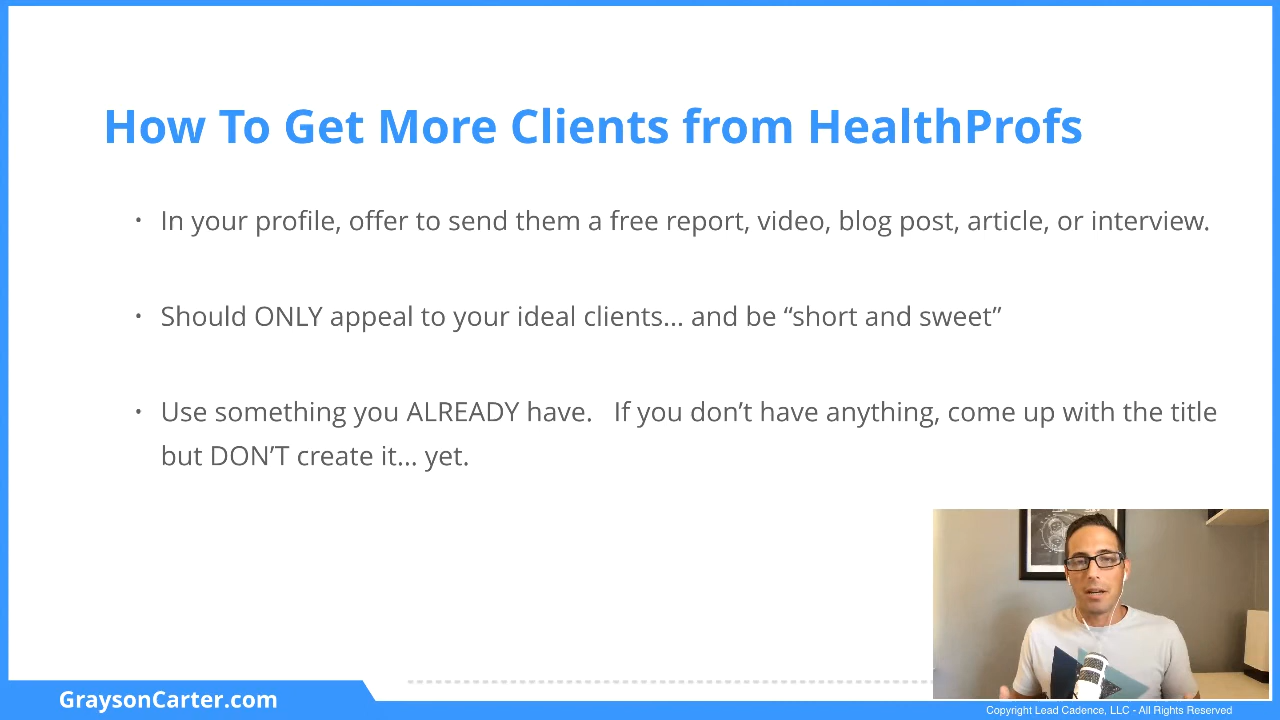 How To Get More Clients from HealthProfs
• In your profile, offer to send them a free report, video, blog post, article, or interview.
• Should ONLY appeal to your ideal clients... and be “short and sweet”
• Use something you ALREADY have.   If you don’t have anything, come up with the title
but DON’T create it... yet.
GraysonCarter.com
Copyright Lead Cadence, LLC - All Rights Reserved